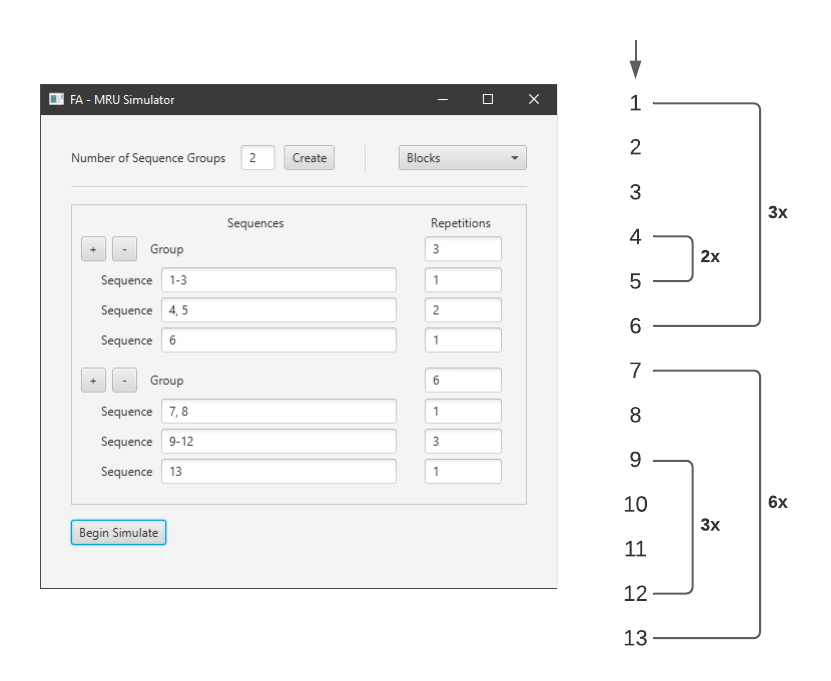 FA - MRU Simulator
Number of Sequence Groups 2 Create Blocks
Sequences Repetitions
+ - Group 3
Sequence 1-3 1
Sequence 4, 5 2
Sequence 6 1
+ - Group 6
Sequence 7, 8 1
Sequence 9-12 3
Sequence 13 1
Begin Simulate
1
2
3
3x
4
2x
5
6
7
8
9
10
6x
3x
11
12
13